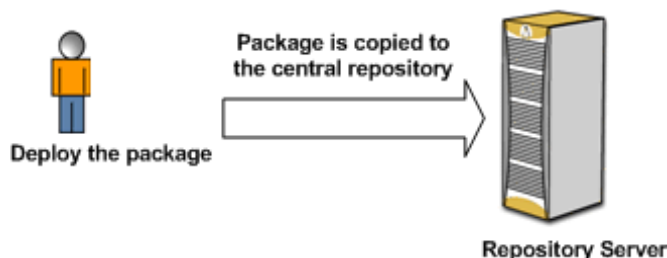 Package is copied to
the central repository
Deploy the package
Repository Server